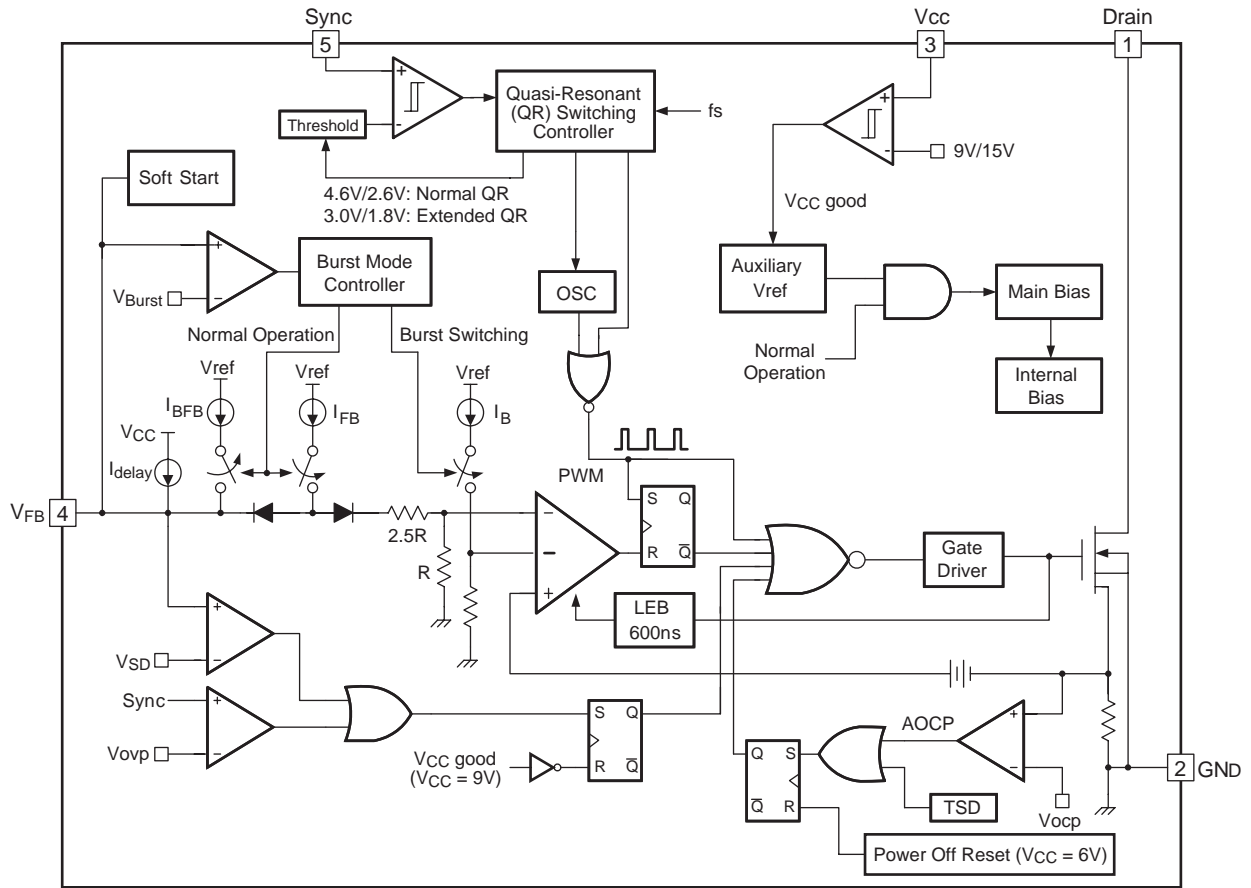 Sync
Vcc
Drain
5
3
1
+
-
Threshold
Quasi-Resonant
(QR) Switching
Controller
fs
+
-
9V/15V
Soft Start
4.6V/2.6V: Normal QR
3.0V/1.8V: Extended QR
VCC good
+
−
VBurst
Burst Mode
Controller
OSC
Auxiliary
Vref
Main Bias
Normal Operation
Burst Switching
Normal
Operation
Internal
Bias
Vref
Vref
Vref
IBFB
IFB
IB
VCC
Idelay
PWM
VFB
4
2.5R
R
−
−
+
S
Q
R
Q̅
Gate
Driver
LEB
600ns
+
−
VSD
Sync
+
−
Vovp
S
Q
R
Q̅
VCC good
(VCC = 9V)
AOCP
+
−
Q
S
Q̅
R
TSD
Vocp
2
GND
Power Off Reset (VCC = 6V)